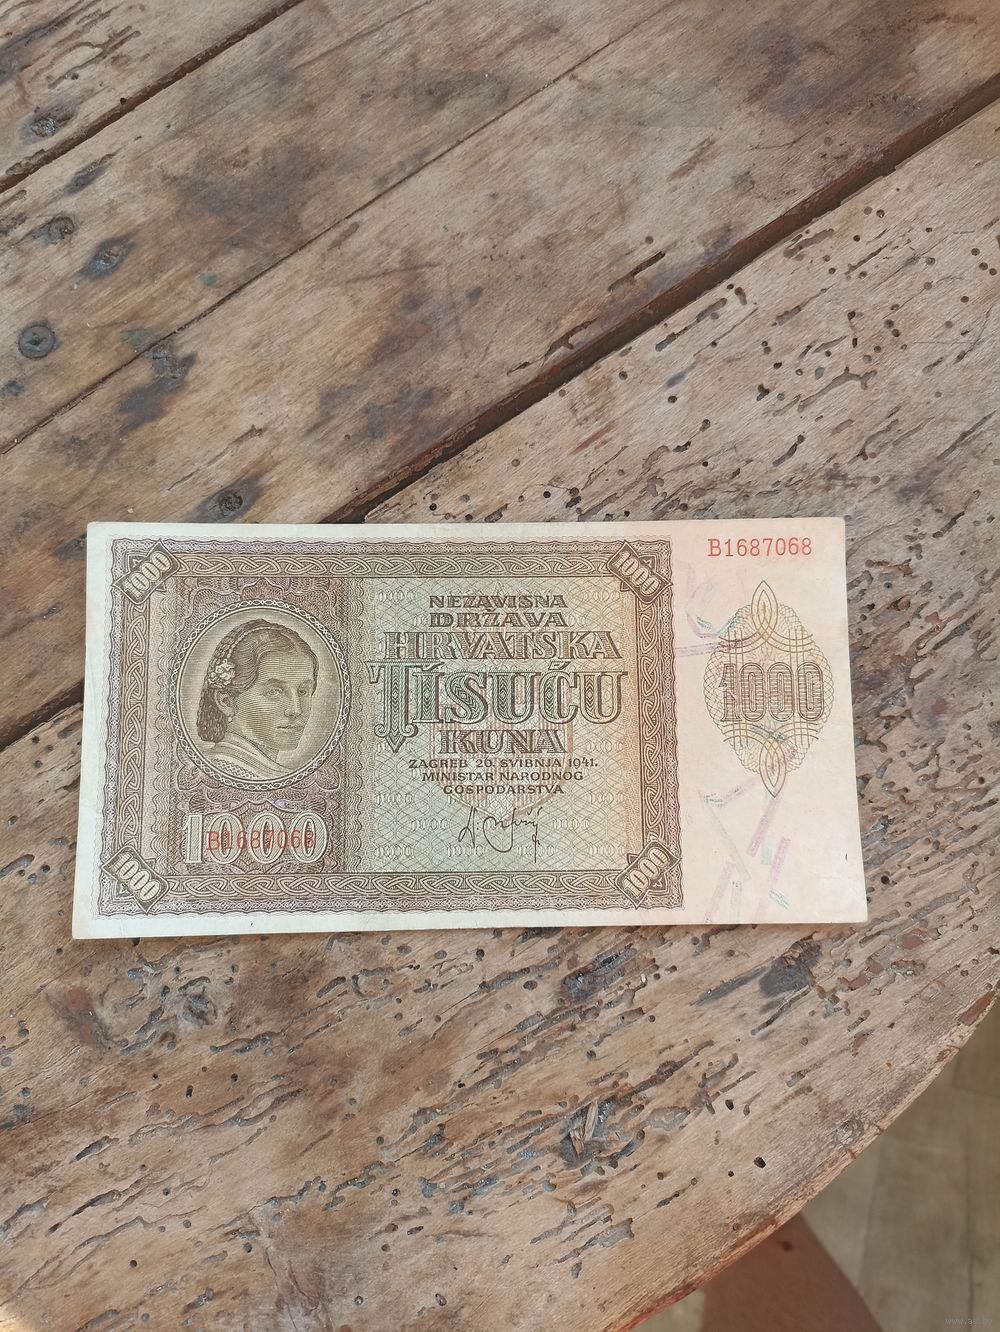 B1687068
1000
1000
NEZAVISNA
DRŽAVA
HRVATSKA
TISUĆU
KUNA
ZAGREB 26. SVIBNJA 1941.
MINISTAR NARODNOG
GOSPODARSTVA
1000
1000
B1687068
1000
1000